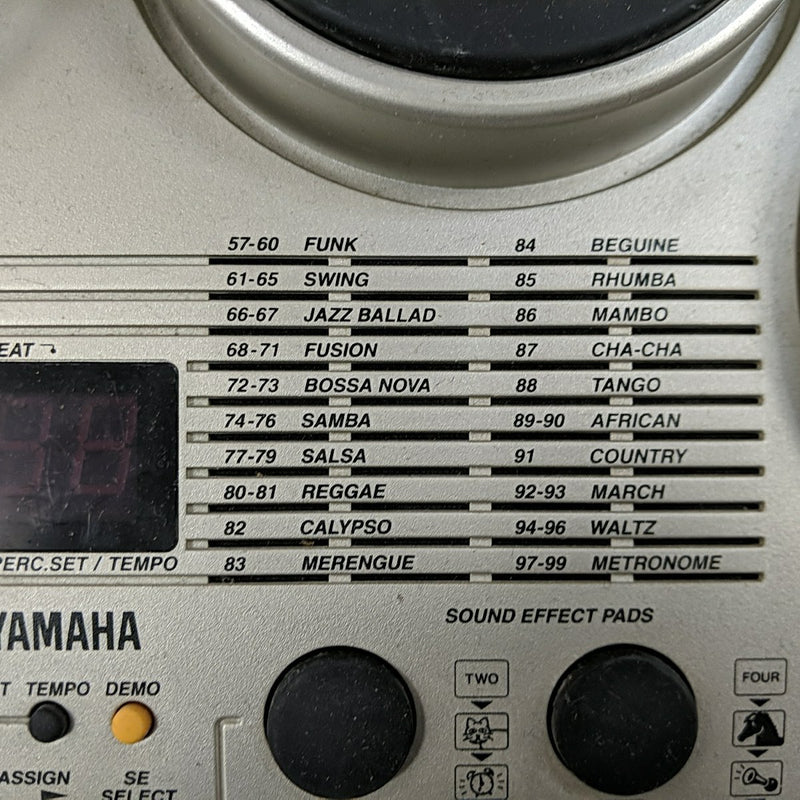 57-60 FUNK 84 BEGUINE
61-65 SWING 85 RHUMBA
66-67 JAZZ BALLAD 86 MAMBO
EAT 68-71 FUSION 87 CHA-CHA
72-73 BOSSA NOVA 88 TANGO
74-76 SAMBA 89-90 AFRICAN
77-79 SALSA 91 COUNTRY
80-81 REGGAE 92-93 MARCH
82 CALYPSO 94-96 WALTZ
PERC.SET / TEMPO 83 MERENGUE 97-99 METRONOME
YAMAHA SOUND EFFECT PADS
T TEMPO DEMO TWO FOUR
ASSIGN SE
SELECT